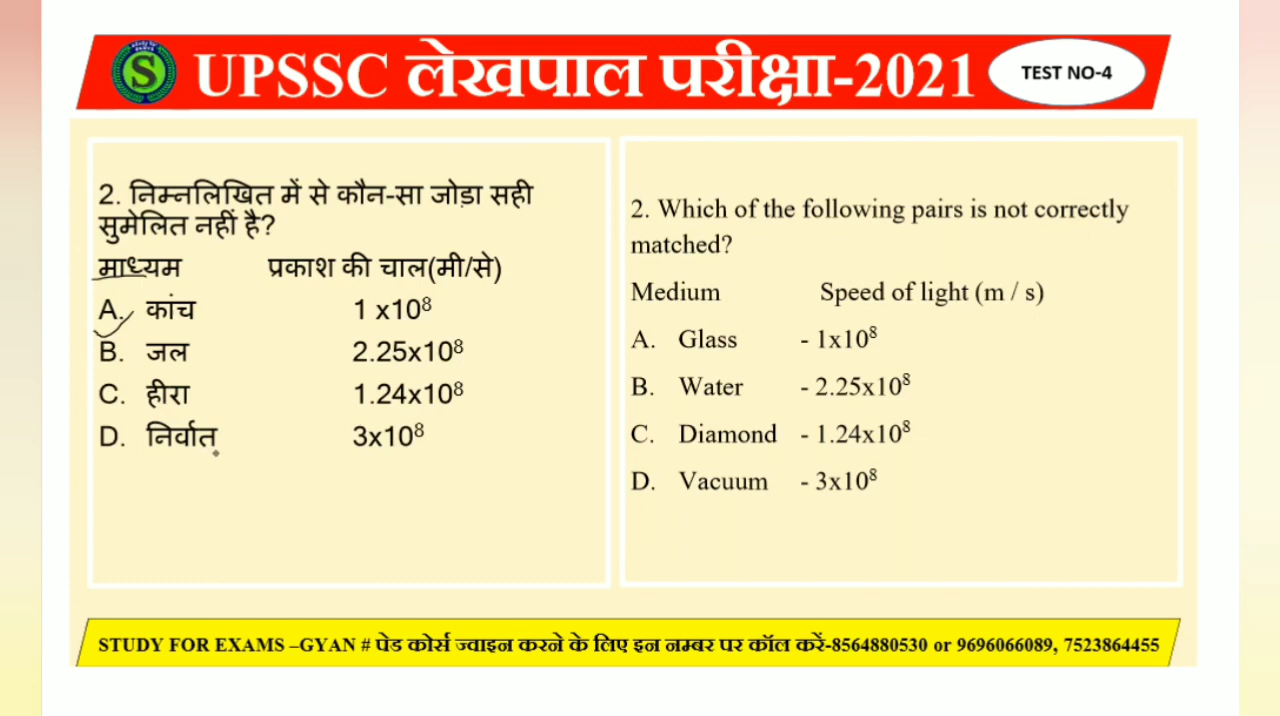 UPSSC लेखपाल परीक्षा-2021
TEST NO-4
S
2. निम्नलिखित में से कौन-सा जोड़ा सही
सुमेलित नहीं है?
माध्यम प्रकाश की चाल(मी/से)
A. कांच 1 x10⁸
B. जल 2.25x10⁸
C. हीरा 1.24x10⁸
D. निर्वात 3x10⁸
2. Which of the following pairs is not correctly
matched?
Medium Speed of light (m / s)
A. Glass - 1x10⁸
B. Water - 2.25x10⁸
C. Diamond - 1.24x10⁸
D. Vacuum - 3x10⁸
STUDY FOR EXAMS –GYAN # पेड कोर्स ज्वाइन करने के लिए इन नम्बर पर कॉल करें-8564880530 or 9696066089, 7523864455